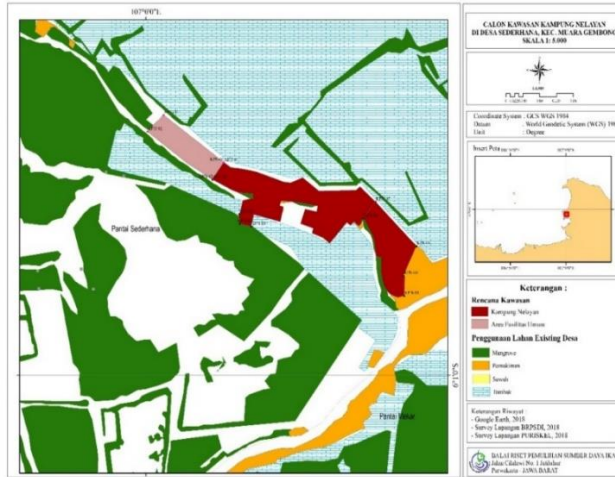 107°0'0"E
Pantai Sederhana
Pantai Mekar
CALON KAWASAN KAMPUNG NELAYAN
DI DESA SEDERHANA, KEC. MUARA GEMBONG
SKALA 1: 5.000
Coordinate System : GCS WGS 1984
Datum : World Geodetic System (WGS) 1984
Unit : Degree
Inset Peta
Keterangan :
Rencana Kawasan
Kampung Nelayan
Area Fasilitas Umum
Penggunaan Lahan Existing Desa
Mangrove
Pemukiman
Sawah
Tambak
Keterangan Riwayat
- Google Earth, 2018
- Survey Lapangan BRPSDI, 2018
- Survey Lapangan PURISKEL, 2018
BALAI RISET PEMULIHAN SUMBER DAYA IKAN
Jalan Cilalawi No. 1 Jatiluhur
Purwakarta - JAWA BARAT